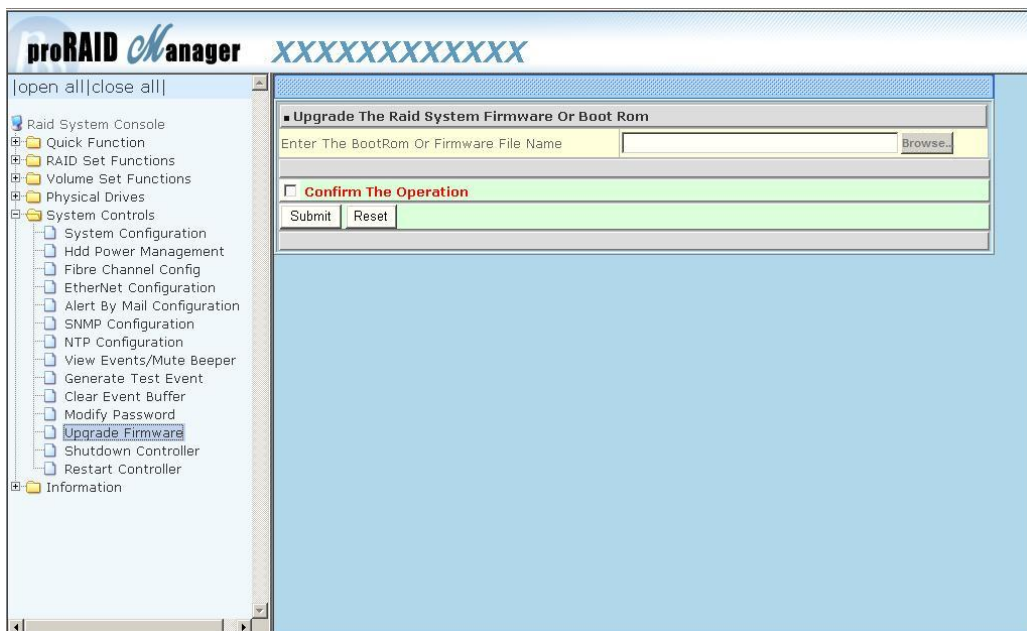 proRAID Manager XXXXXXXXXXXX
|open all|close all|
Raid System Console
Quick Function
RAID Set Functions
Volume Set Functions
Physical Drives
System Controls
System Configuration
Hdd Power Management
Fibre Channel Config
EtherNet Configuration
Alert By Mail Configuration
SNMP Configuration
NTP Configuration
View Events/Mute Beeper
Generate Test Event
Clear Event Buffer
Modify Password
Upgrade Firmware
Shutdown Controller
Restart Controller
Information
Upgrade The Raid System Firmware Or Boot Rom
Enter The BootRom Or Firmware File Name Browse..
Confirm The Operation
Submit Reset